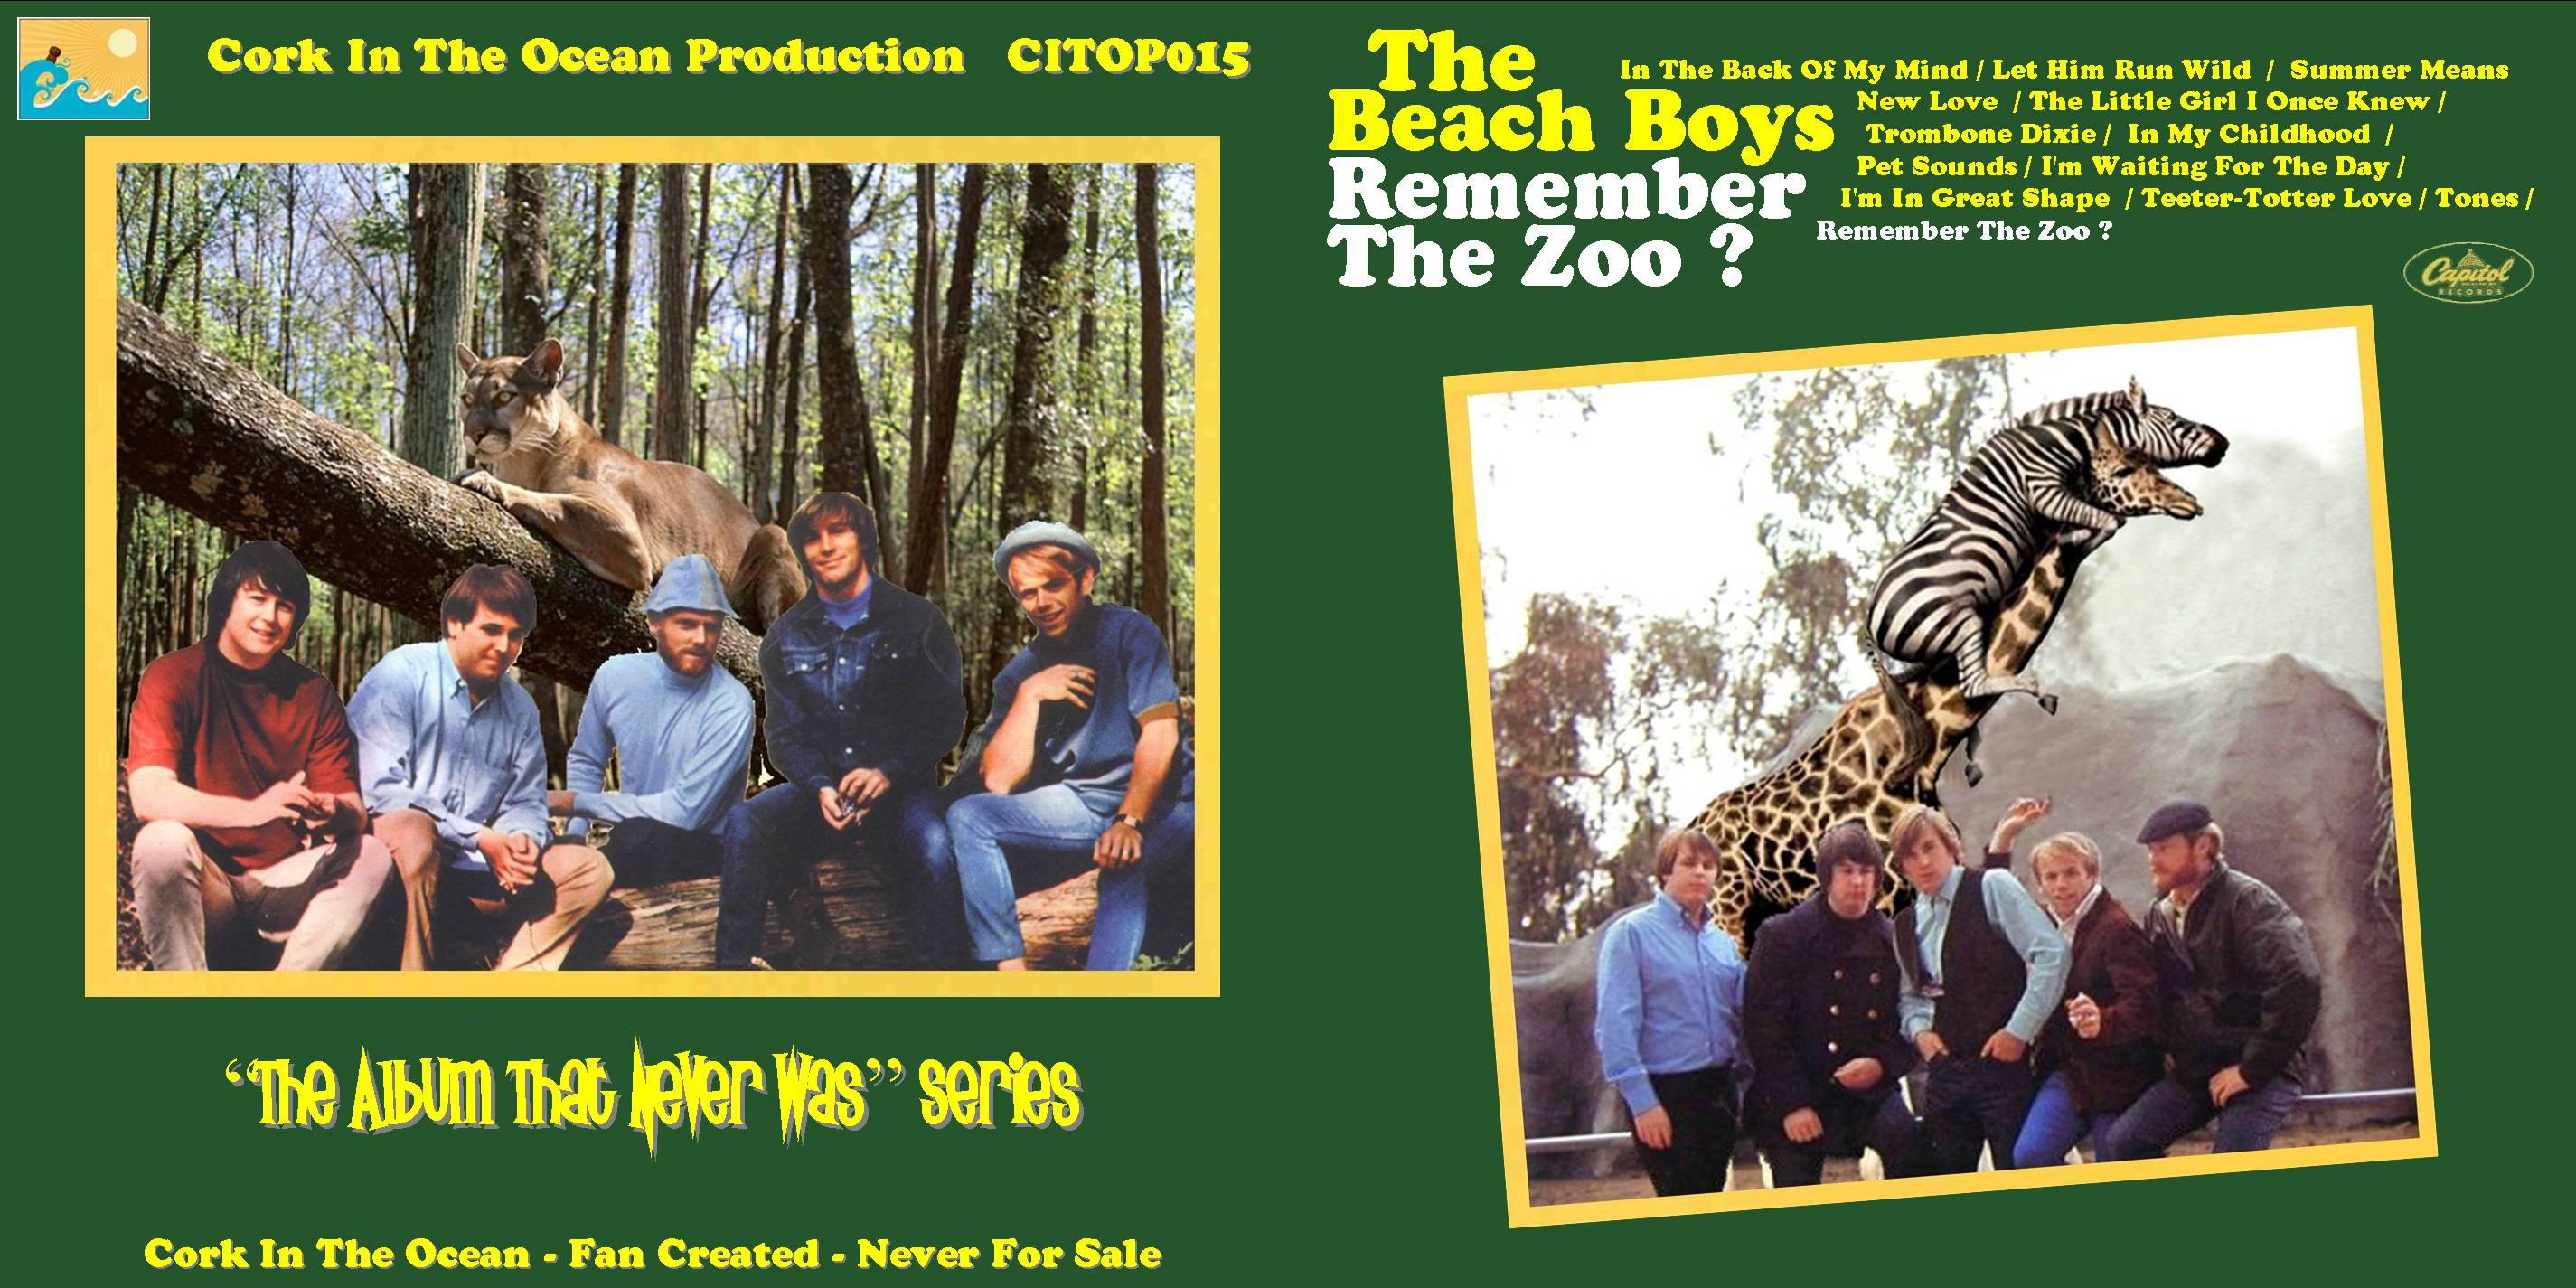 Cork In The Ocean Production CITOP015
"The Album That Never Was" series
Cork In The Ocean - Fan Created - Never For Sale
The
Beach Boys
Remember
The Zoo ?
In The Back Of My Mind / Let Him Run Wild / Summer Means
New Love / The Little Girl I Once Knew /
Trombone Dixie / In My Childhood /
Pet Sounds / I'm Waiting For The Day /
I'm In Great Shape / Teeter-Totter Love / Tones /
Remember The Zoo ?
Capitol
RECORDS